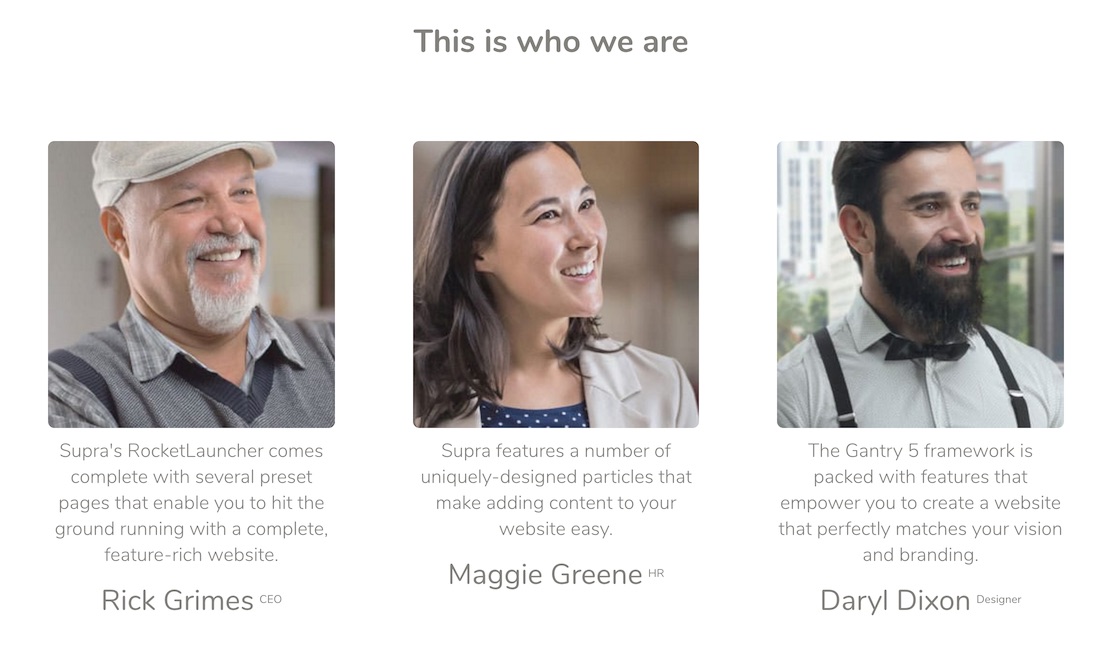 This is who we are
Supra's RocketLauncher comes
complete with several preset
pages that enable you to hit the
ground running with a complete,
feature-rich website.
Rick Grimes CEO
Supra features a number of
uniquely-designed particles that
make adding content to your
website easy.
Maggie Greene HR
The Gantry 5 framework is
packed with features that
empower you to create a website
that perfectly matches your vision
and branding.
Daryl Dixon Designer